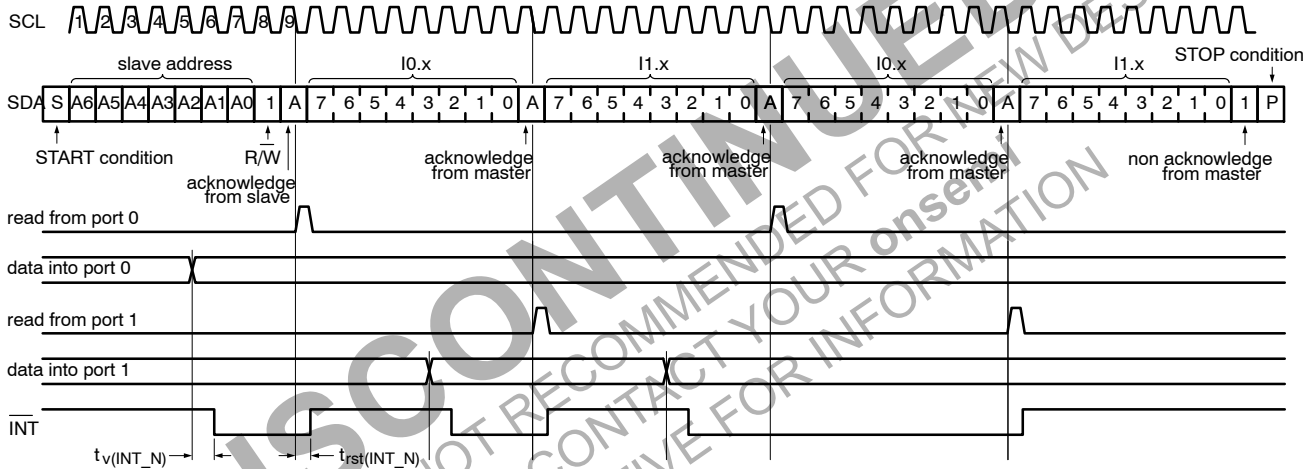 SCL 1 2 3 4 5 6 7 8 9
slave address I0.x I1.x I0.x I1.x STOP condition
SDA S A6 A5 A4 A3 A2 A1 A0 1 A 7 6 5 4 3 2 1 0 A 7 6 5 4 3 2 1 0 A 7 6 5 4 3 2 1 0 A 7 6 5 4 3 2 1 0 1 P
START condition R/W
acknowledge from slave
acknowledge from master
acknowledge from master
acknowledge from master
non acknowledge from master
read from port 0
data into port 0
read from port 1
data into port 1
INT
tv(INT_N) trst(INT_N)
ISCONTINUED
NOT RECOMMENDED FOR NEW DES
CONTACT YOUR onsemi
IVE FOR INFORMATION